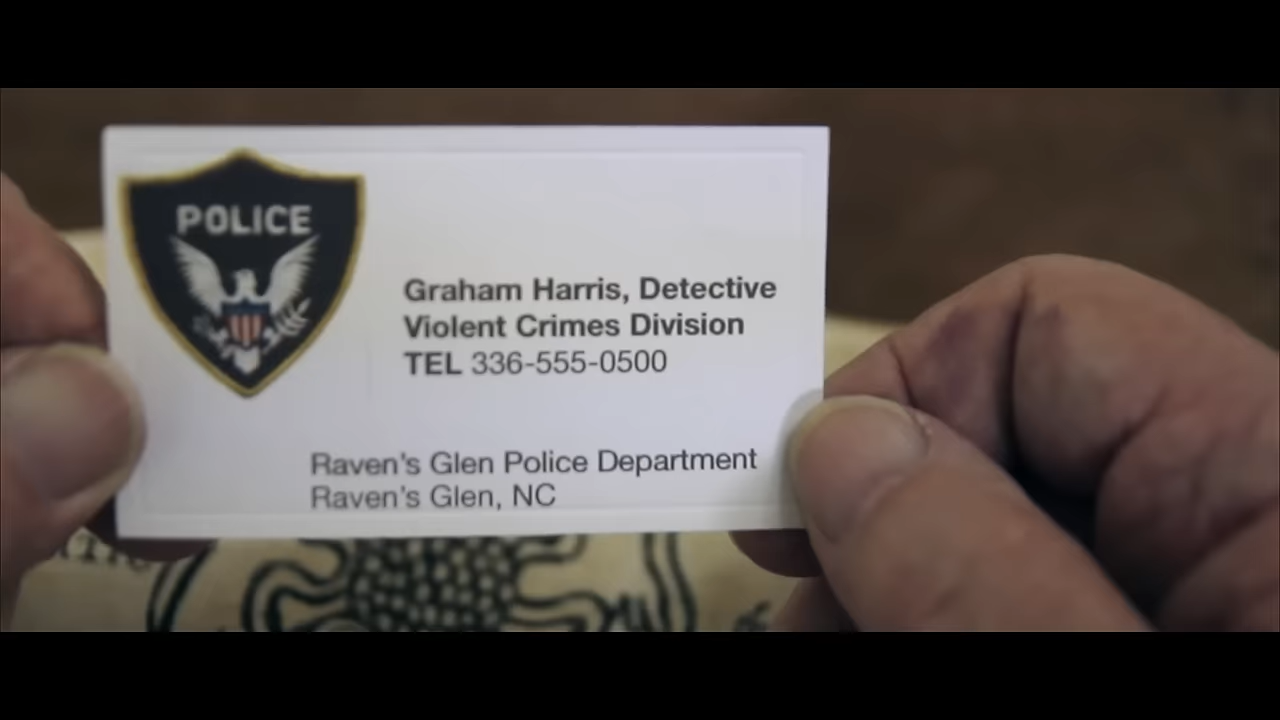 POLICE
Graham Harris, Detective
Violent Crimes Division
TEL 336-555-0500
Raven's Glen Police Department
Raven's Glen, NC